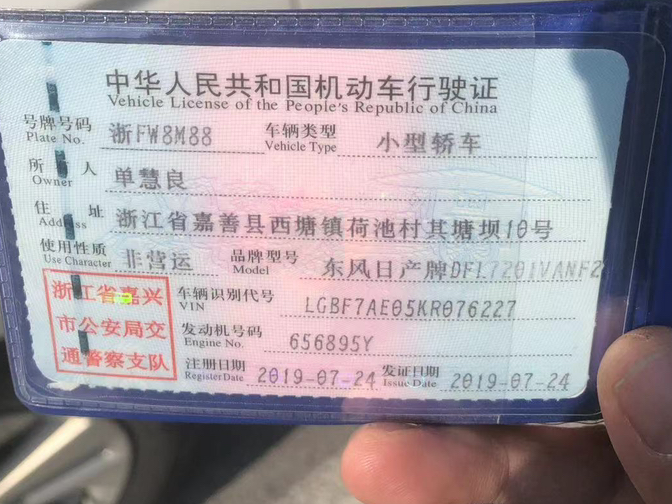 中华人民共和国机动车行驶证
Vehicle License of the People's Republic of China
号牌号码 浙FW8M88 车辆类型 小型轿车
Plate No. Vehicle Type
所有人 单慧良
Owner
住址 浙江省嘉善县西塘镇荷池村其塘坝10号
Address
使用性质 非营运 品牌型号 东风日产牌DFL7201VANF2
Use Character Model
浙江省嘉兴
市公安局交
通警察支队
车辆识别代号 LGBF7AE05KR076227
VIN
发动机号码 656895Y
Engine No.
注册日期 2019-07-24 发证日期 2019-07-24
Register Date Issue Date